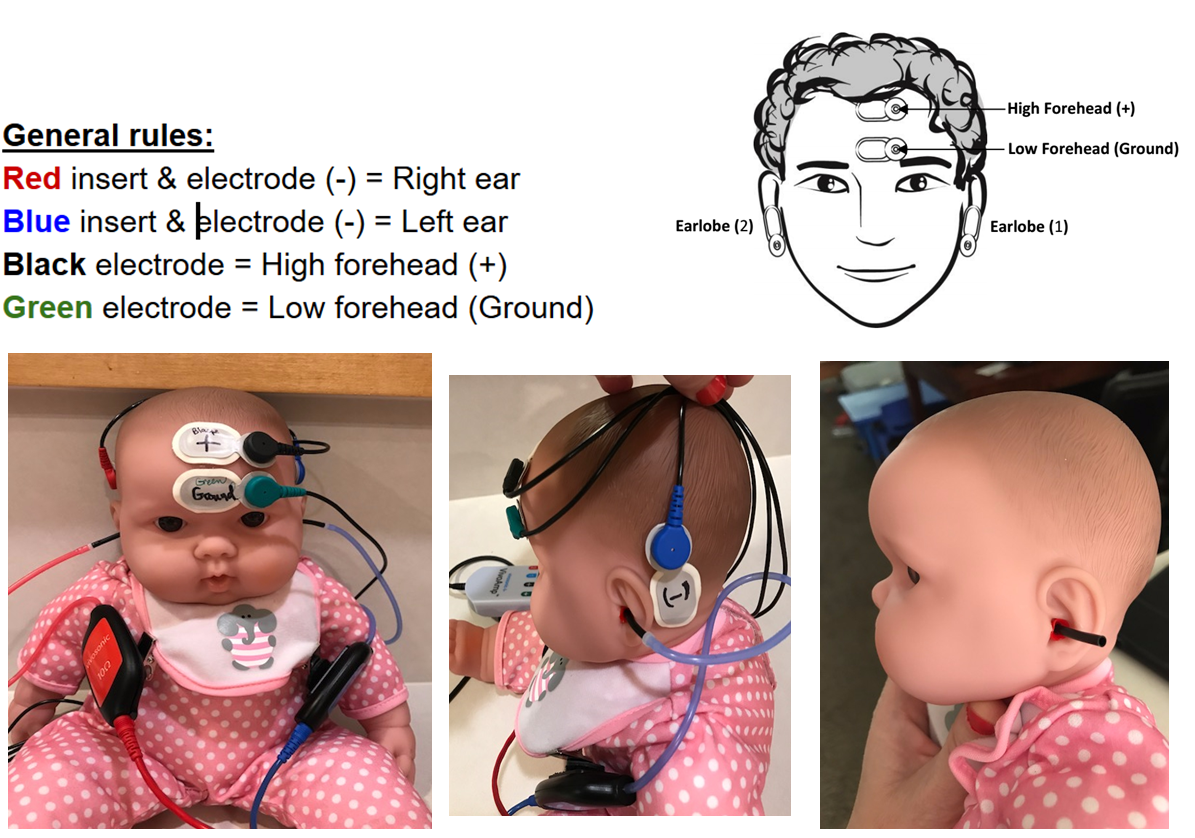 General rules:
Red insert & electrode (-) = Right ear
Blue insert & electrode (-) = Left ear
Black electrode = High forehead (+)
Green electrode = Low forehead (Ground)
High Forehead (+)
Low Forehead (Ground)
Earlobe (2)
Earlobe (1)
Black
+
Green
Ground
10Ω
(-)